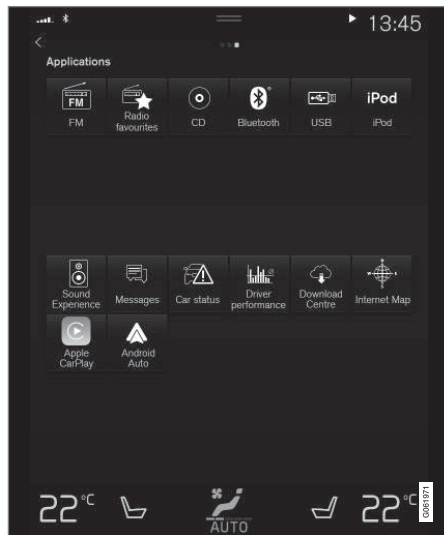 13:45
Applications
FM
FM
Radio
favourites
CD
Bluetooth
USB
iPod
iPod
Sound
Experience
Messages
Car status
Driver
performance
Download
Centre
Internet Map
Apple
CarPlay
Android
Auto
22°C
AUTO
22°C
G061971